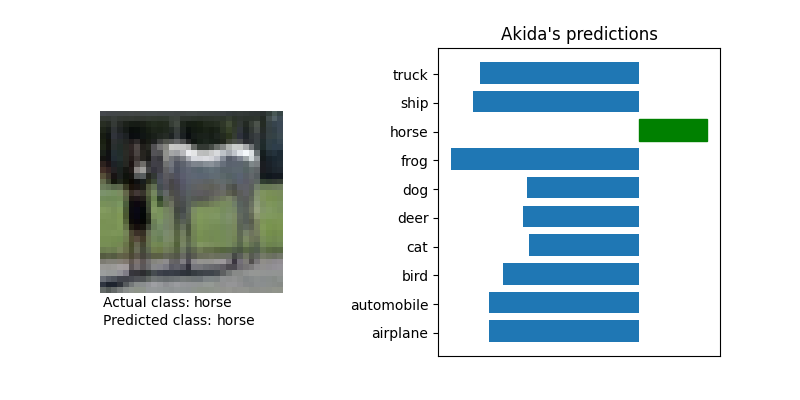 Akida's predictions
truck
ship
horse
frog
dog
deer
cat
bird
automobile
airplane
Actual class: horse
Predicted class: horse